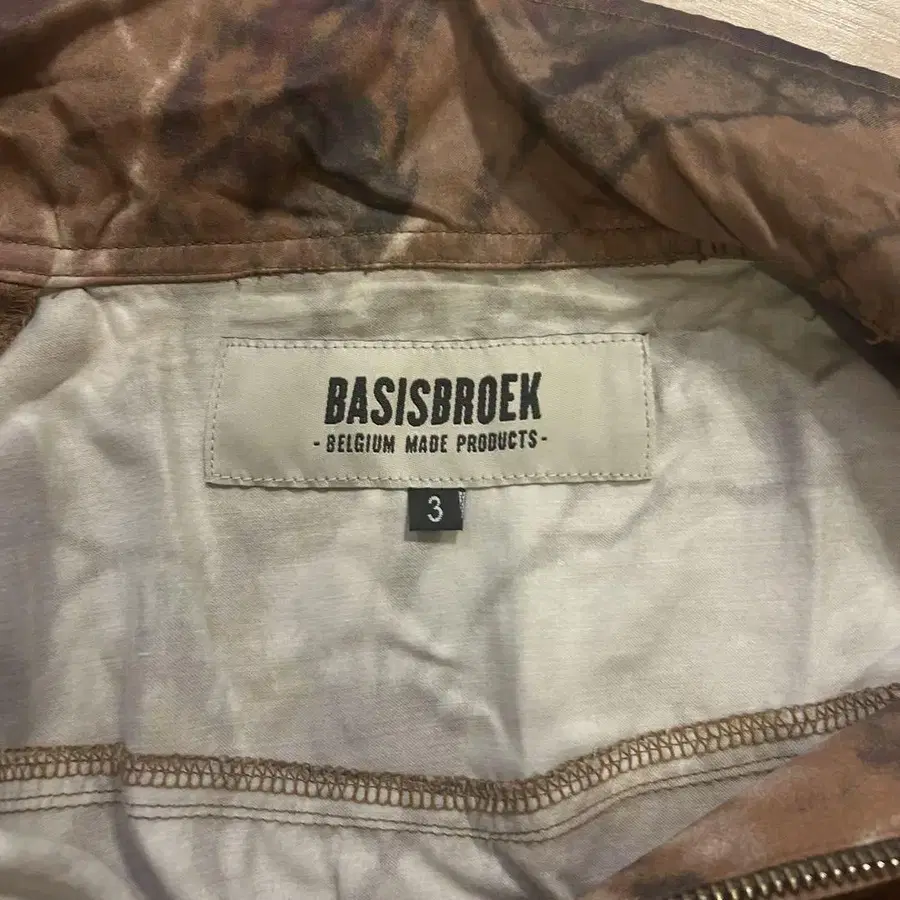 BASISBROEK
- BELGIUM MADE PRODUCTS -
3